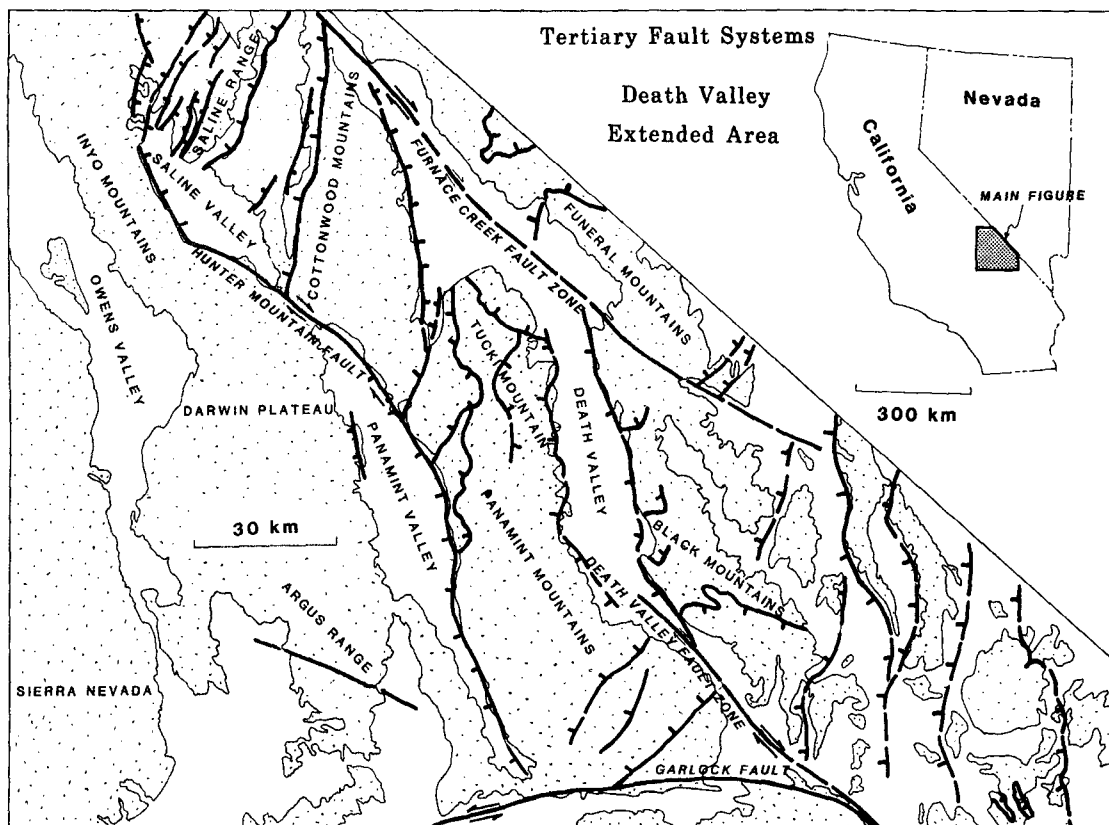 Tertiary Fault Systems
Death Valley
Extended Area
Nevada
California
MAIN FIGURE
300 km
SALINE RANGE
INYO MOUNTAINS
SALINE VALLEY
COTTONWOOD MOUNTAINS
FURNACE CREEK FAULT ZONE
FUNERAL MOUNTAINS
OWENS VALLEY
HUNTER MOUNTAIN FAULT
TUCKI MOUNTAIN
DEATH VALLEY
DARWIN PLATEAU
PANAMINT VALLEY
30 km
PANAMINT MOUNTAINS
BLACK MOUNTAINS
DEATH VALLEY FAULT ZONE
ARGUS RANGE
SIERRA NEVADA
GARLOCK FAULT